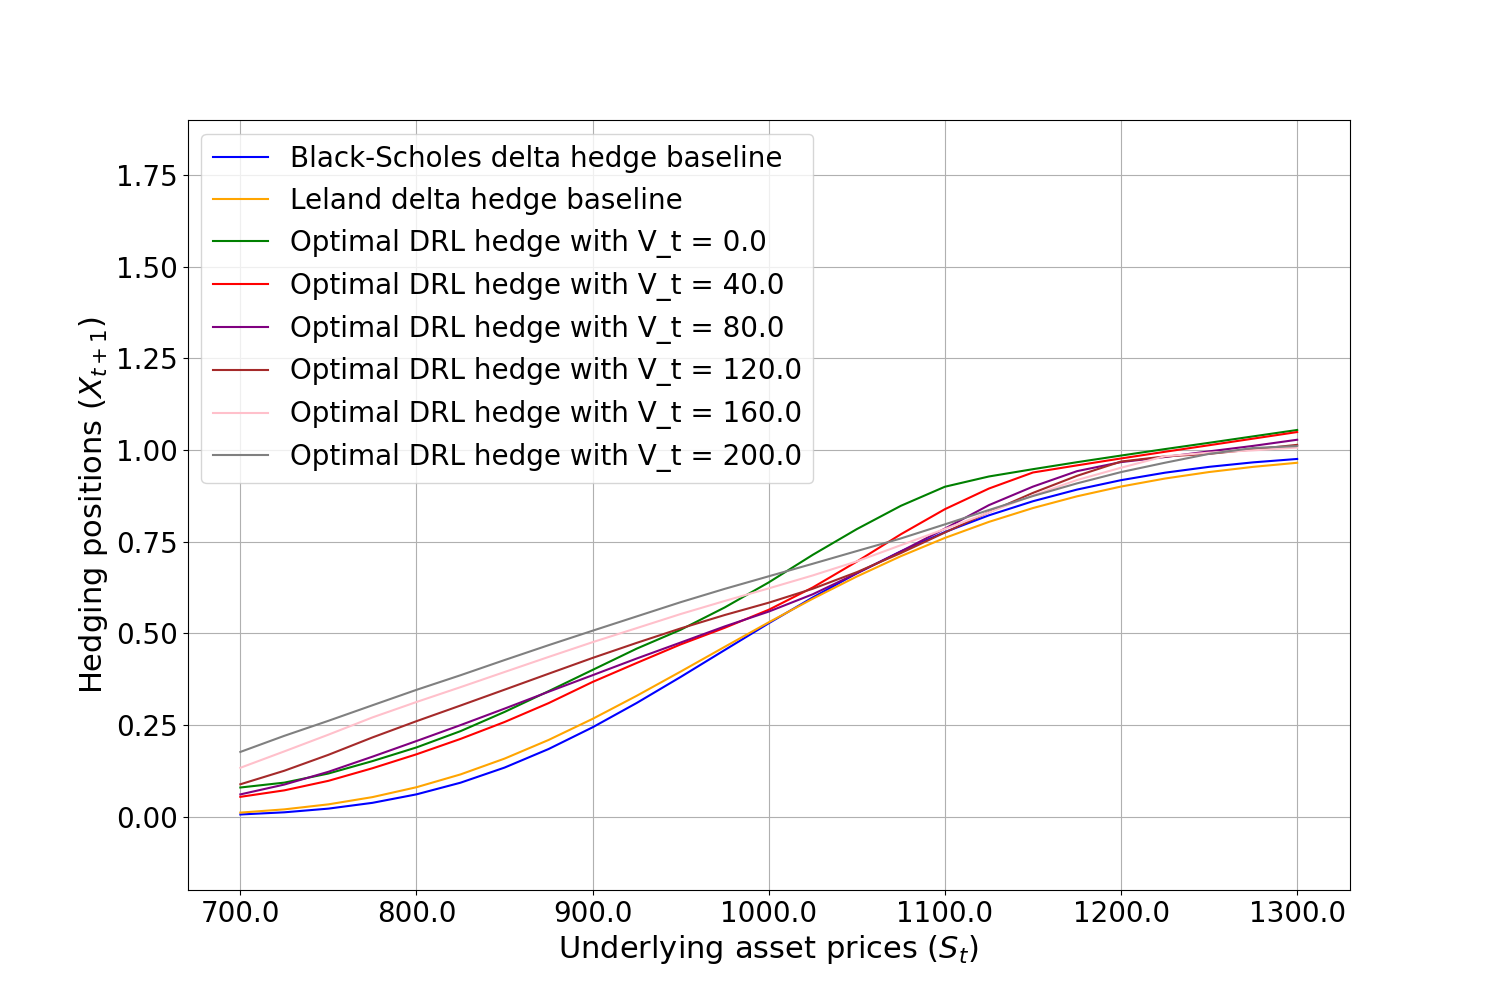 Black-Scholes delta hedge baseline
Leland delta hedge baseline
Optimal DRL hedge with V_t = 0.0
Optimal DRL hedge with V_t = 40.0
Optimal DRL hedge with V_t = 80.0
Optimal DRL hedge with V_t = 120.0
Optimal DRL hedge with V_t = 160.0
Optimal DRL hedge with V_t = 200.0
Hedging positions (X_{t+1})
1.75
1.50
1.25
1.00
0.75
0.50
0.25
0.00
700.0 800.0 900.0 1000.0 1100.0 1200.0 1300.0
Underlying asset prices (S_t)